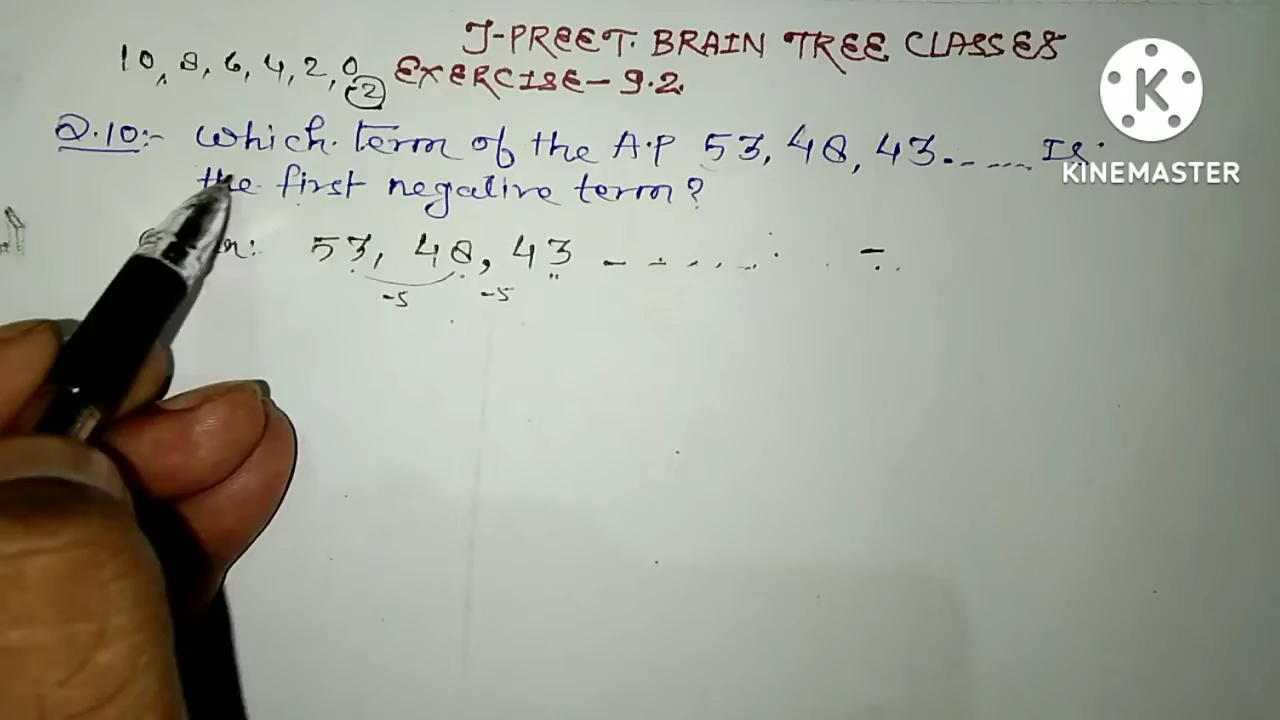 J-PREET. BRAIN TREE CLASSES
10, 8, 6, 4, 2, 0, -2
EXERCISE - 9.2
Q.10:- Which term of the A.P 53, 48, 43....... Is
the first negative term?
53, 48, 43 - - . . . . . -
-5 -5
K
KINEMASTER